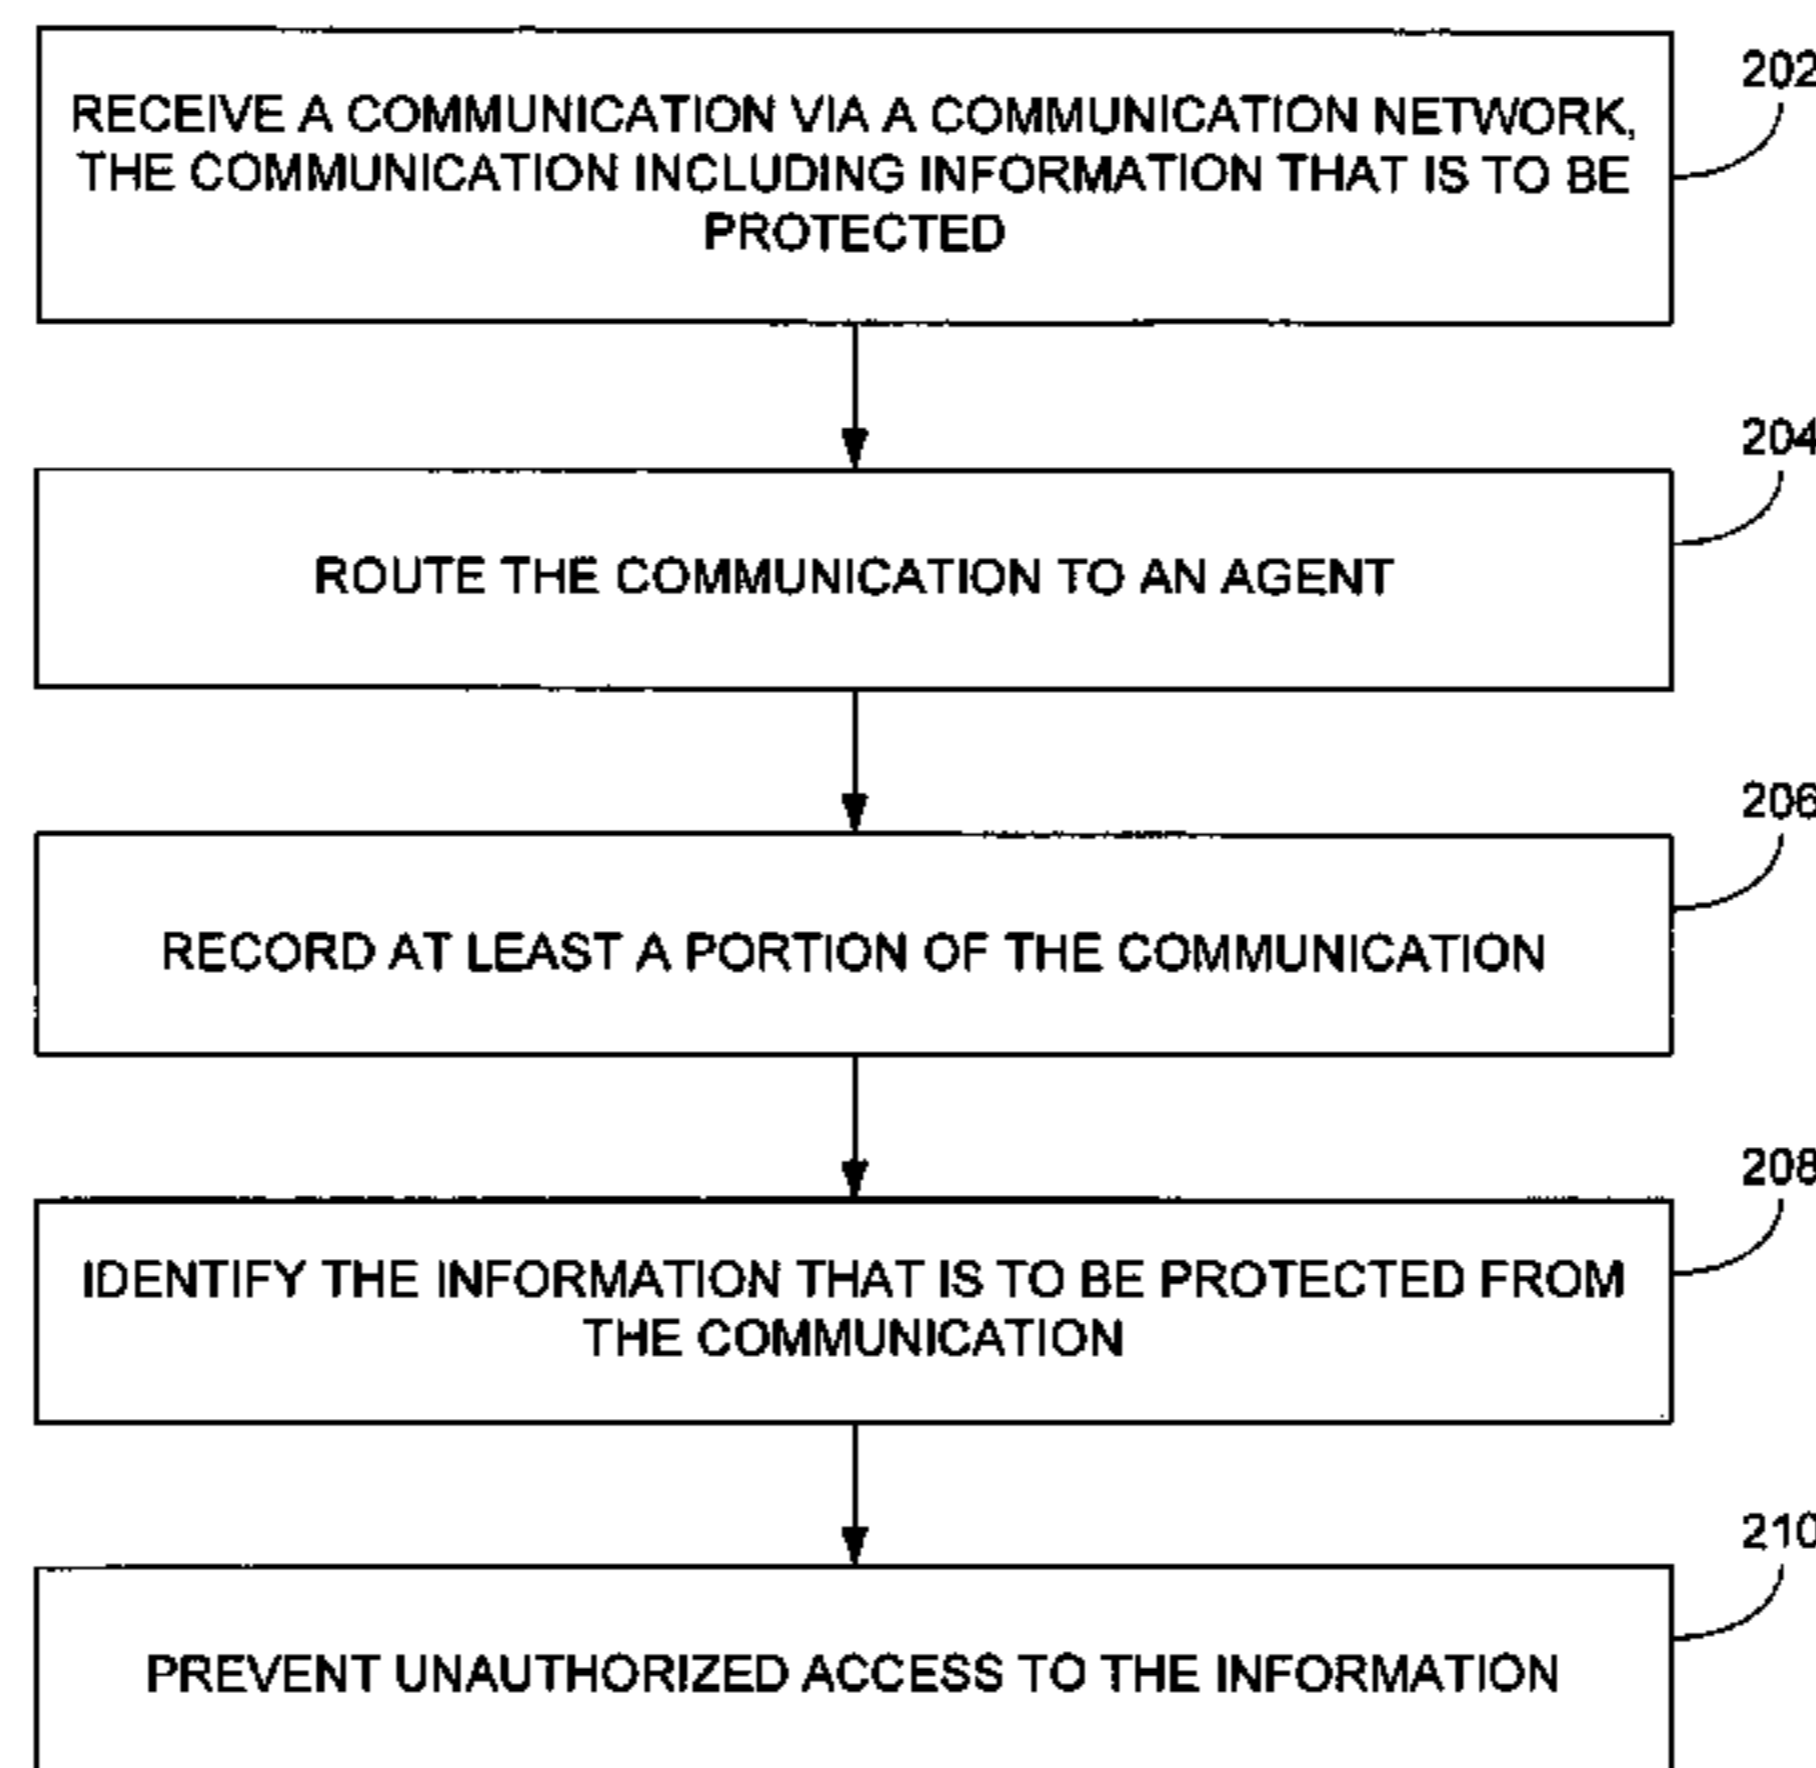 202
RECEIVE A COMMUNICATION VIA A COMMUNICATION NETWORK,
THE COMMUNICATION INCLUDING INFORMATION THAT IS TO BE
PROTECTED
204
ROUTE THE COMMUNICATION TO AN AGENT
206
RECORD AT LEAST A PORTION OF THE COMMUNICATION
208
IDENTIFY THE INFORMATION THAT IS TO BE PROTECTED FROM
THE COMMUNICATION
210
PREVENT UNAUTHORIZED ACCESS TO THE INFORMATION